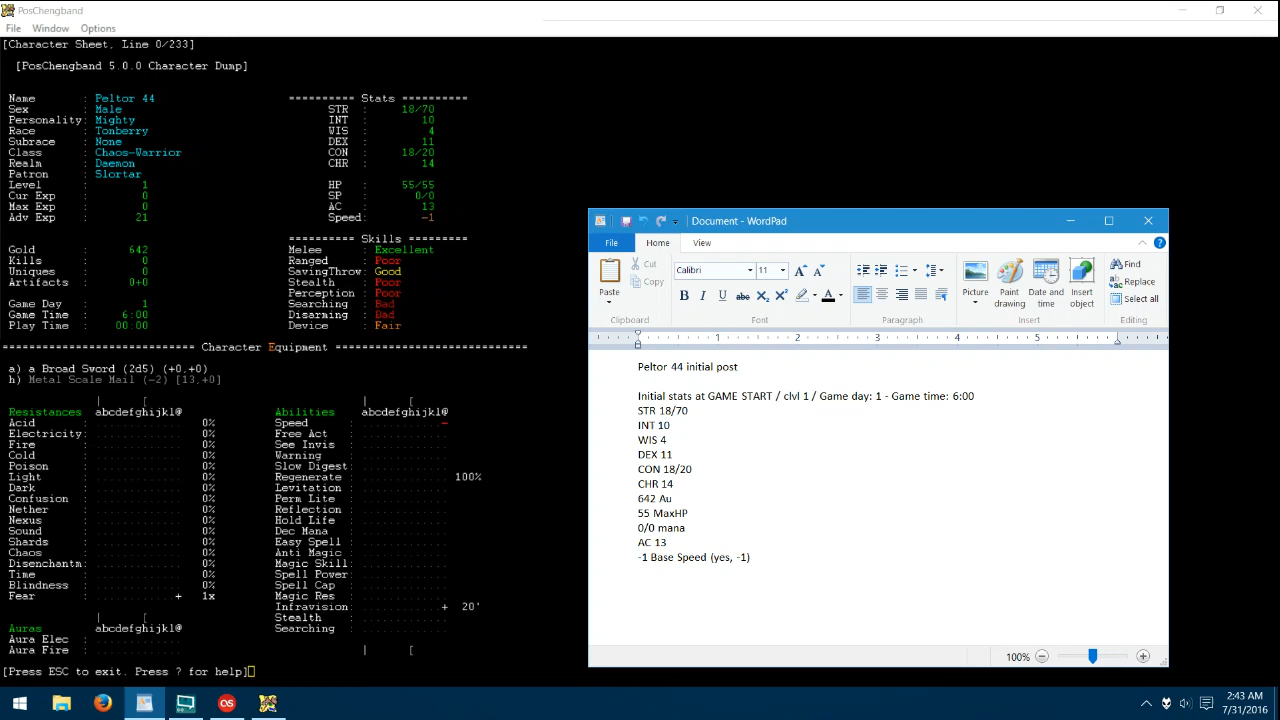 PosChengband
File Window Options
[Character Sheet, Line 0/233]
[PosChengband 5.0.0 Character Dump]
Name : Peltor 44
Sex : Male
Personality: Mighty
Race : Tonberry
Subrace : None
Class : Chaos-Warrior
Realm : Daemon
Patron : Slortar
Level : 1
Cur Exp : 0
Max Exp : 0
Adv Exp : 21
Gold : 642
Kills : 0
Uniques : 0
Artifacts : 0+0
Game Day : 1
Game Time : 6:00
Play Time : 00:00
========== Stats ==========
STR : 18/70
INT : 10
WIS : 4
DEX : 11
CON : 18/20
CHR : 14
HP : 55/55
SP : 0/0
AC : 13
Speed: -1
========== Skills ==========
Melee : Excellent
Ranged : Poor
SavingThrow: Good
Stealth : Poor
Perception : Poor
Searching : Bad
Disarming : Bad
Device : Fair
============================ Character Equipment =============================
a) a Broad Sword (2d5) (+0,+0)
h) Metal Scale Mail (-2) [13,+0]
| [
Resistances abcdefghijkl@
Acid : ............. 0%
Electricity: ............. 0%
Fire : ............. 0%
Cold : ............. 0%
Poison : ............. 0%
Light : ............. 0%
Dark : ............. 0%
Confusion : ............. 0%
Nether : ............. 0%
Nexus : ............. 0%
Sound : ............. 0%
Shards : ............. 0%
Chaos : ............. 0%
Disenchantm: ............. 0%
Time : ............. 0%
Blindness : ............. 0%
Fear : ............+ 1x
| [
Auras abcdefghijkl@
Aura Elec : .............
Aura Fire : .............
| [
Abilities abcdefghijkl@
Speed : ............-
Free Act : .............
See Invis : .............
Warning : .............
Slow Digest: .............
Regenerate : ............. 100%
Levitation : .............
Perm Lite : .............
Reflection : .............
Hold Life : .............
Dec Mana : .............
Easy Spell : .............
Anti Magic : .............
Magic Skill: .............
Spell Power: .............
Spell Cap : .............
Magic Res : .............
Infravision: ............+ 20'
Stealth : .............
Searching : .............
| [
[Press ESC to exit. Press ? for help]
Document - WordPad
File Home View
Paste
Cut
Copy
Clipboard
Calibri 11
B I U abc X₂ X² A
Font
Paragraph
Picture
Paint drawing
Date and time
Insert object
Insert
Find
Replace
Select all
Editing
1 2 3 4 5
Peltor 44 initial post
Initial stats at GAME START / clvl 1 / Game day: 1 - Game time: 6:00
STR 18/70
INT 10
WIS 4
DEX 11
CON 18/20
CHR 14
642 Au
55 MaxHP
0/0 mana
AC 13
-1 Base Speed (yes, -1)
100%
2:43 AM
7/31/2016